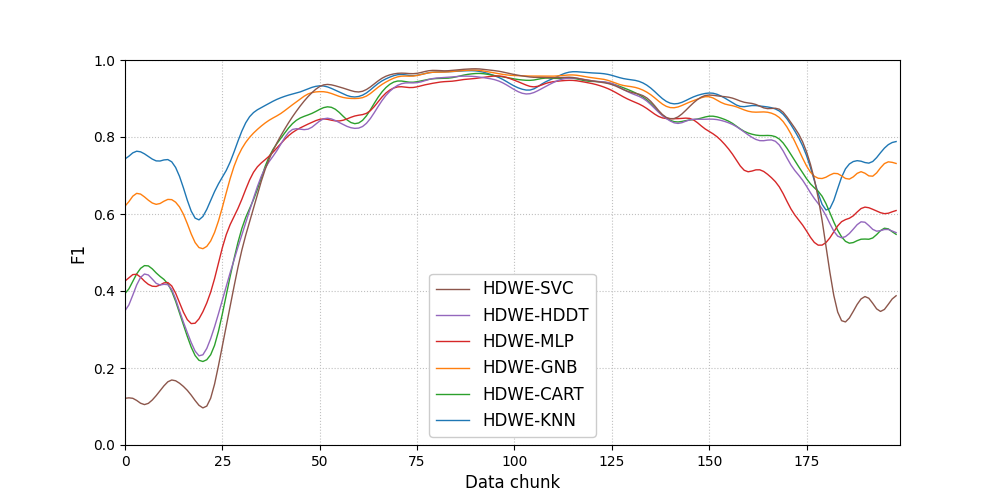 1.0
0.8
0.6
0.4
0.2
0.0
F1
HDWE-SVC
HDWE-HDDT
HDWE-MLP
HDWE-GNB
HDWE-CART
HDWE-KNN
0 25 50 75 100 125 150 175
Data chunk